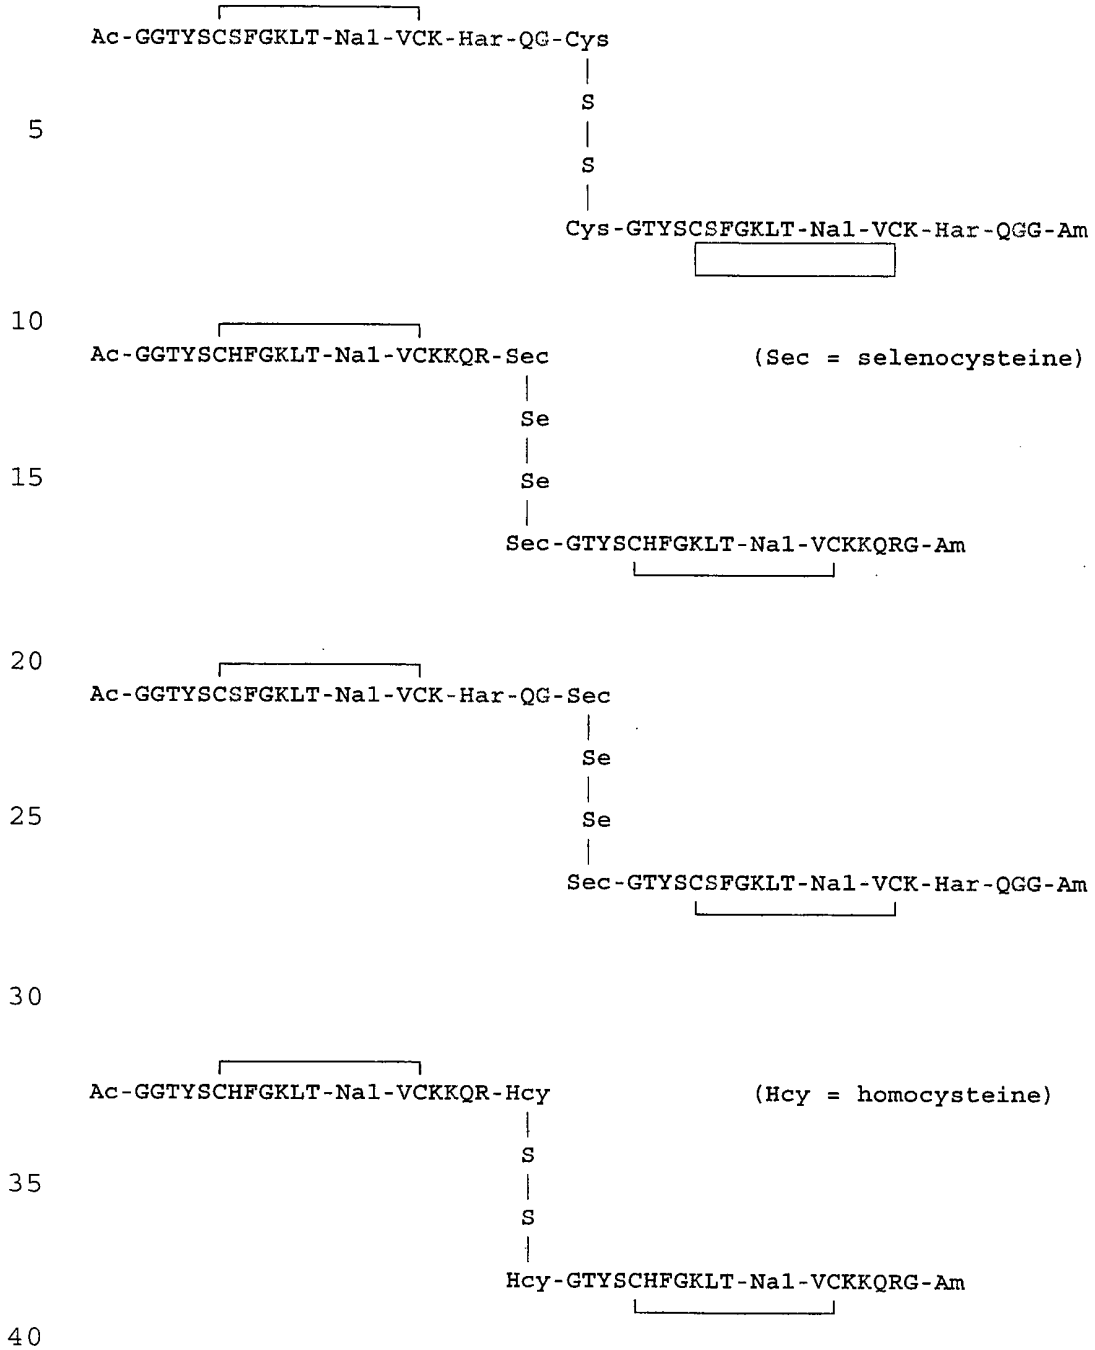 Ac-GGTYSCSFGKLT-Nal-VCK-Har-QG-Cys
S
5
S
Cys-GTYSCSFGKLT-Nal-VCK-Har-QGG-Am
10
Ac-GGTYSCHFGKLT-Nal-VCKKQR-Sec (Sec = selenocysteine)
Se
15
Se
Sec-GTYSCHFGKLT-Nal-VCKKQRG-Am
20
Ac-GGTYSCSFGKLT-Nal-VCK-Har-QG-Sec
Se
25
Se
Sec-GTYSCSFGKLT-Nal-VCK-Har-QGG-Am
30
Ac-GGTYSCHFGKLT-Nal-VCKKQR-Hcy (Hcy = homocysteine)
S
35
S
Hcy-GTYSCHFGKLT-Nal-VCKKQRG-Am
40